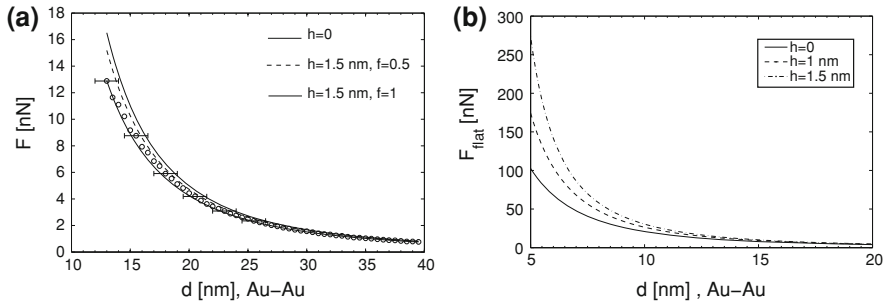 (a)
18
16
14
12
10
8
6
4
2
0
F [nN]
h=0
h=1.5 nm, f=0.5
h=1.5 nm, f=1
10 15 20 25 30 35 40
d [nm], Au−Au
(b)
300
250
200
150
100
50
0
F_flat [nN]
h=0
h=1 nm
h=1.5 nm
5 10 15 20
d [nm] , Au−Au